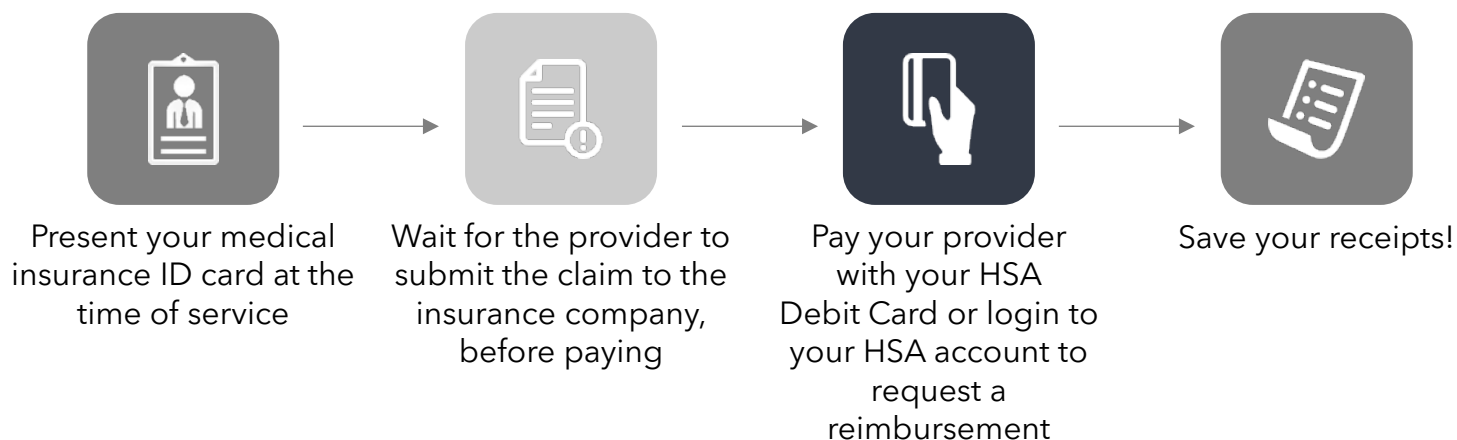 Present your medical
insurance ID card at the
time of service
Wait for the provider to
submit the claim to the
insurance company,
before paying
Pay your provider
with your HSA
Debit Card or login to
your HSA account to
request a
reimbursement
Save your receipts!